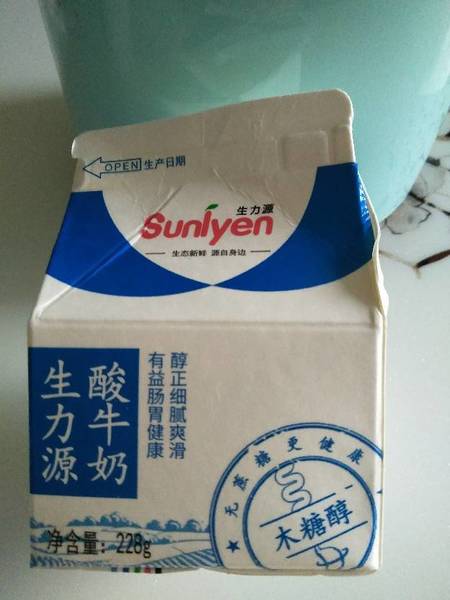 OPEN 生产日期
生力源
Sunlyen
生态新鲜 源自身边
酸牛奶
生力源
醇正细腻爽滑
有益肠胃健康
无蔗糖更健康
木糖醇
净含量：228g